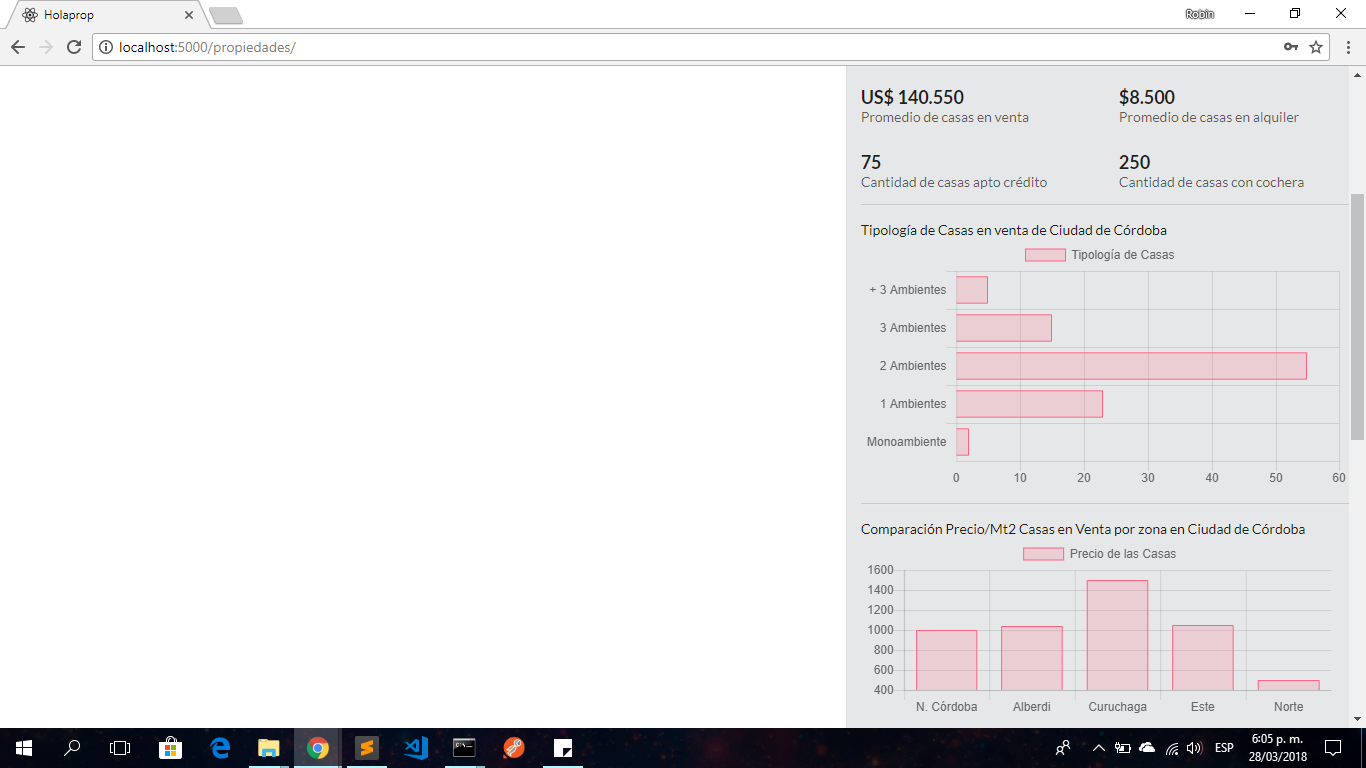 Holaprop
Robin
localhost:5000/propiedades/
US$ 140.550
Promedio de casas en venta
$8.500
Promedio de casas en alquiler
75
Cantidad de casas apto crédito
250
Cantidad de casas con cochera
Tipología de Casas en venta de Ciudad de Córdoba
Tipología de Casas
+ 3 Ambientes
3 Ambientes
2 Ambientes
1 Ambientes
Monoambiente
0 10 20 30 40 50 60
Comparación Precio/Mt2 Casas en Venta por zona en Ciudad de Córdoba
Precio de las Casas
1600
1400
1200
1000
800
600
400
N. Córdoba Alberdi Curuchaga Este Norte
ESP
6:05 p. m.
28/03/2018